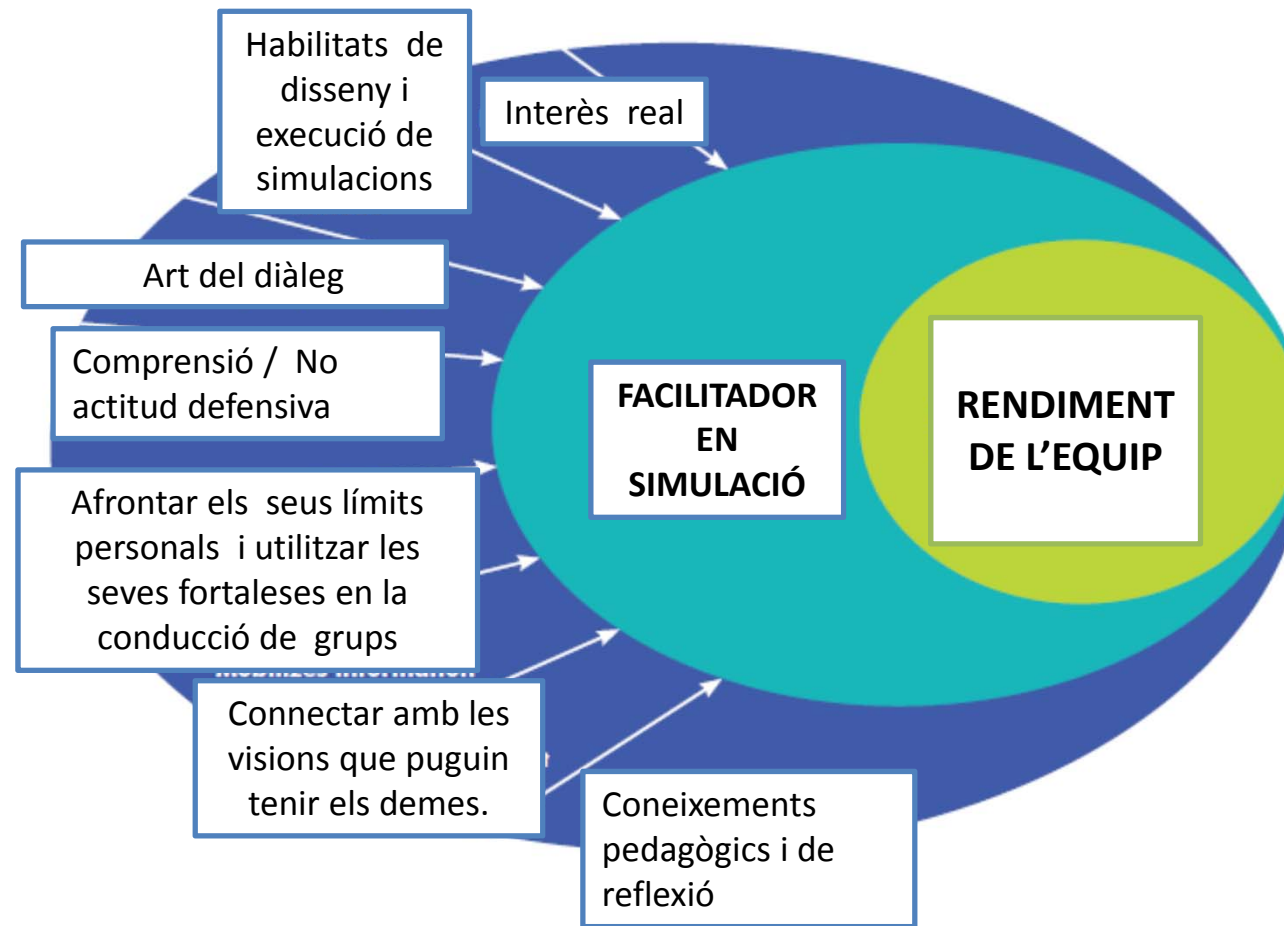 Habilitats de
disseny i
execució de
simulacions
Interès real
Art del diàleg
Comprensió / No
actitud defensiva
Afrontar els seus límits
personals i utilitzar les
seves fortaleses en la
conducció de grups
Connectar amb les
visions que puguin
tenir els demes.
Coneixements
pedagògics i de
reflexió
FACILITADOR
EN
SIMULACIÓ
RENDIMENT
DE L’EQUIP